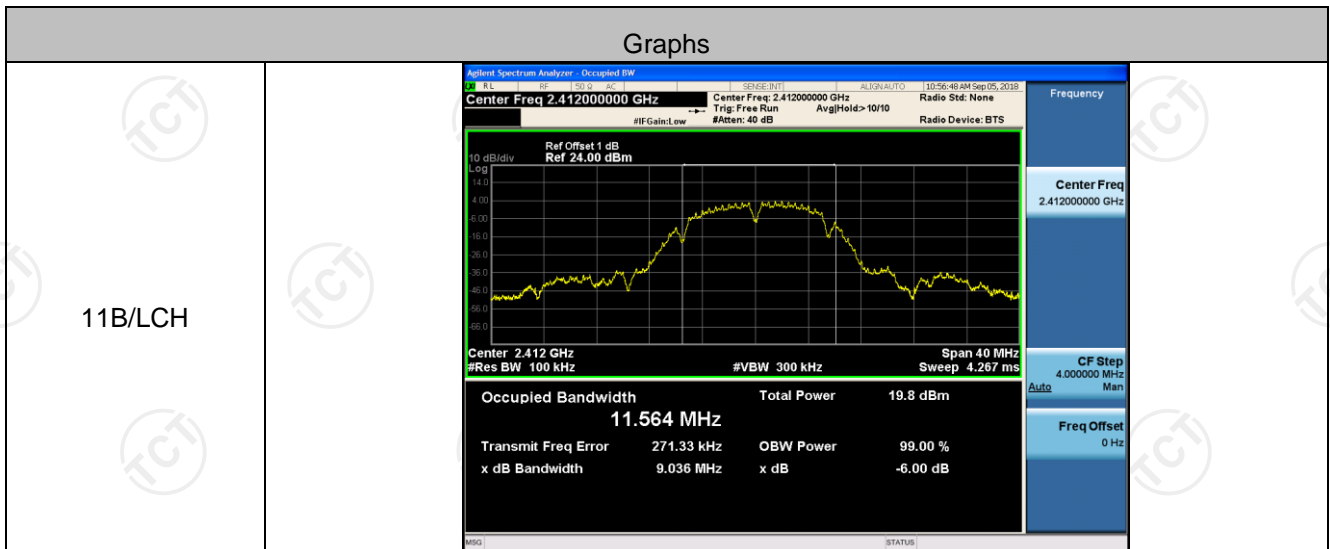 Graphs
11B/LCH
Agilent Spectrum Analyzer - Occupied BW
RL RF 50 Ω AC SENSE:INT ALIGNAUTO 10:56:48 AM Sep 05, 2018
Center Freq 2.412000000 GHz
Center Freq: 2.412000000 GHz
Radio Std: None
Trig: Free Run Avg|Hold:> 10/10
#IFGain:Low #Atten: 40 dB Radio Device: BTS
Ref Offset 1 dB
10 dB/div Ref 24.00 dBm
Log
14.0
4.00
-6.00
-16.0
-26.0
-36.0
-46.0
-56.0
-66.0
Center 2.412 GHz Span 40 MHz
#Res BW 100 kHz #VBW 300 kHz Sweep 4.267 ms
Occupied Bandwidth Total Power 19.8 dBm
11.564 MHz
Transmit Freq Error 271.33 kHz OBW Power 99.00 %
x dB Bandwidth 9.036 MHz x dB -6.00 dB
MSG STATUS
Frequency
Center Freq
2.412000000 GHz
CF Step
4.000000 MHz
Auto Man
Freq Offset
0 Hz
TCT
TCT
TCT
TCT
TCT